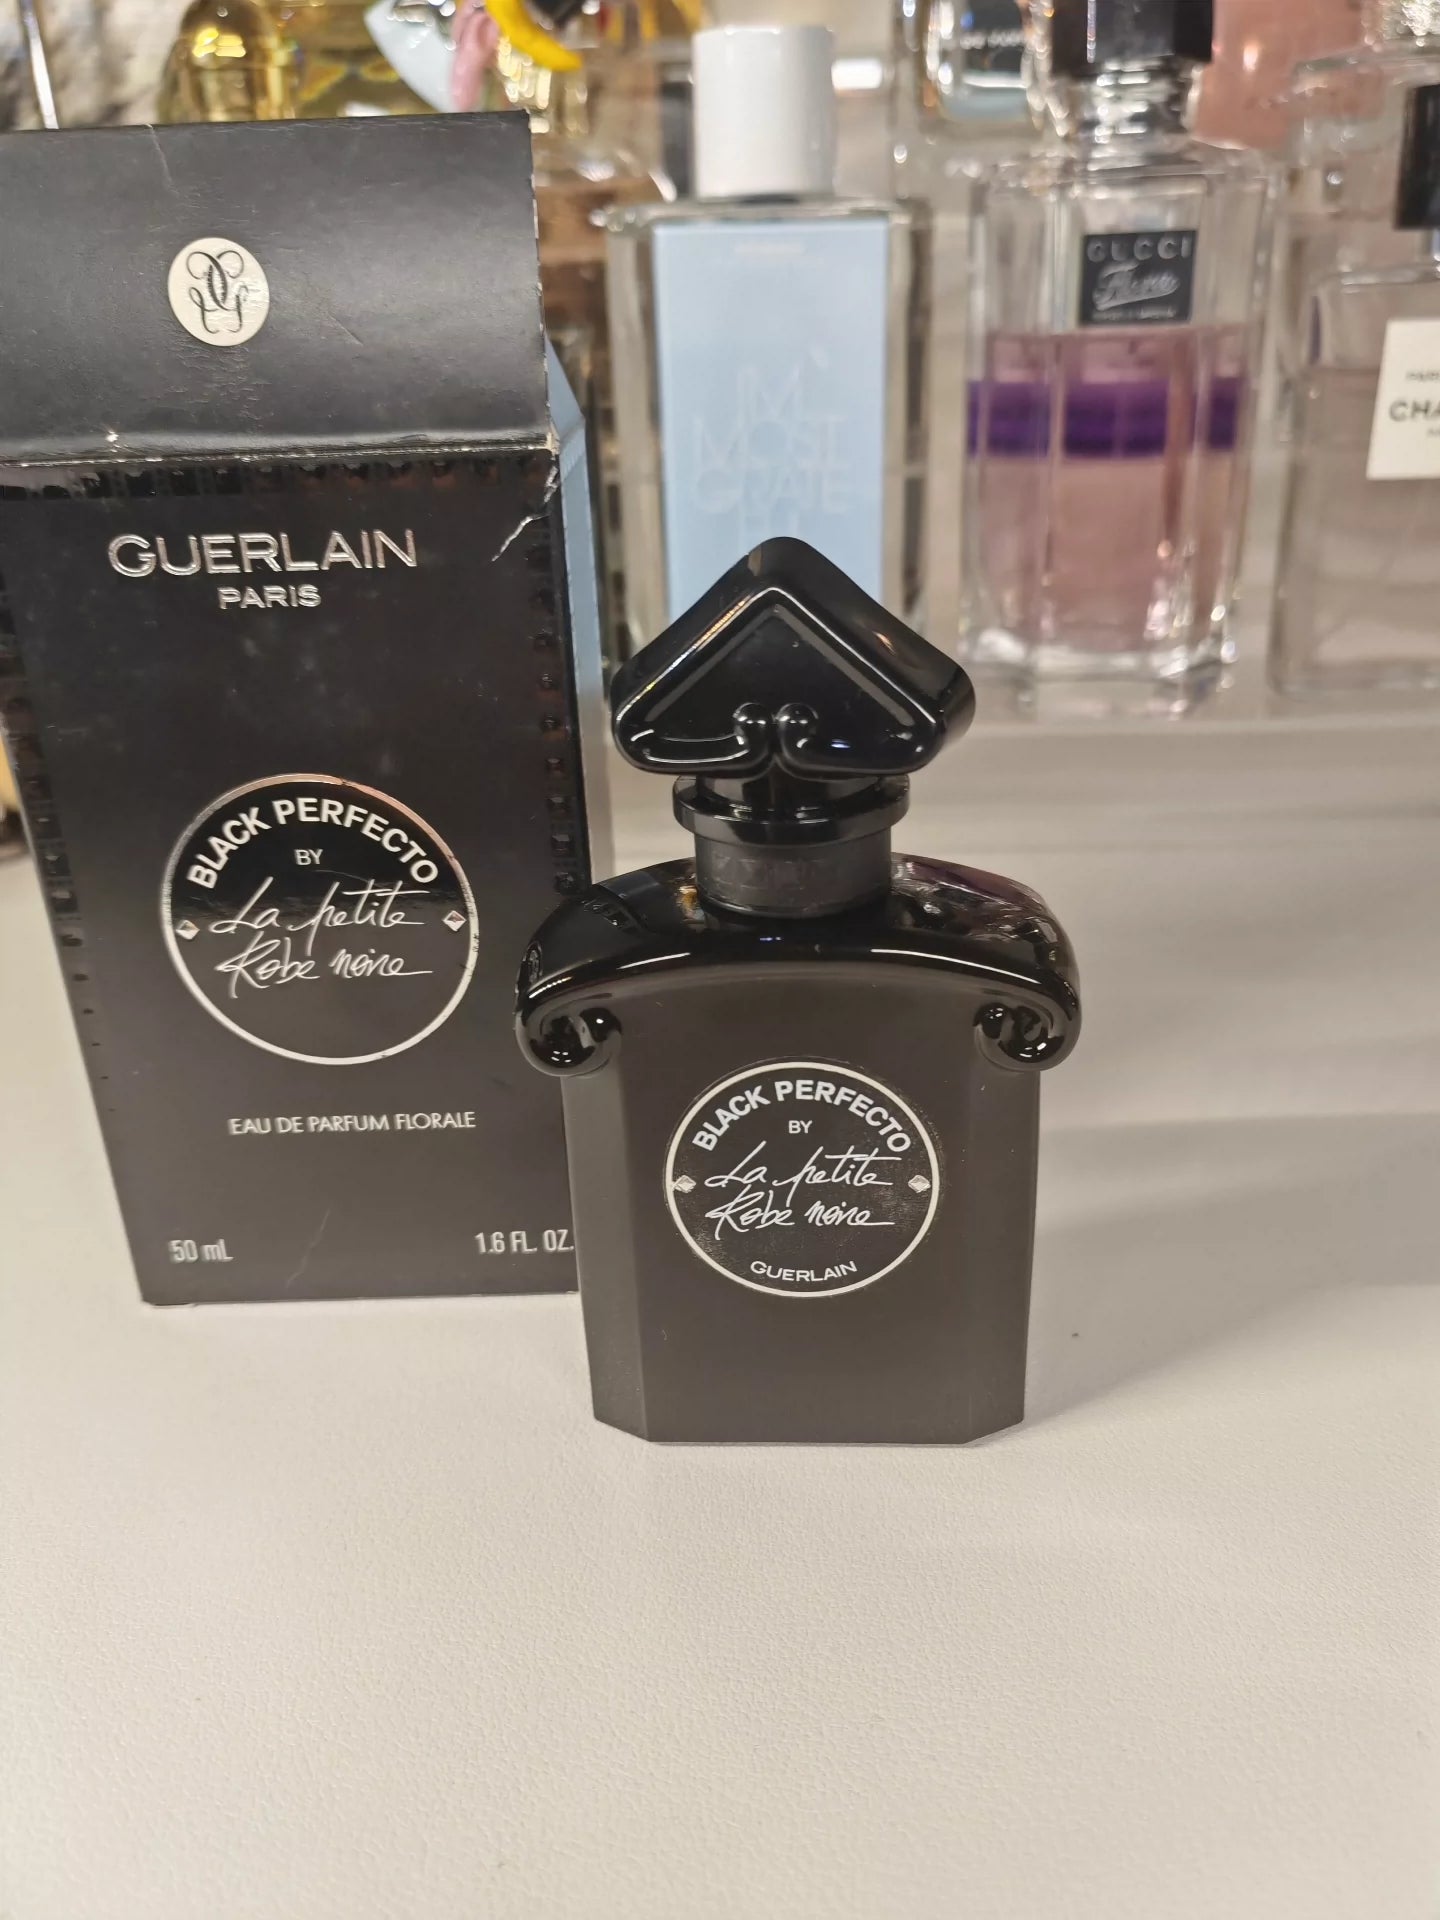 GUERLAIN
PARIS
BLACK PERFECTO
BY
La petite
Robe noire
EAU DE PARFUM FLORALE
50 mL
1.6 FL. OZ.
BLACK PERFECTO
BY
La petite
Robe noire
GUERLAIN
GUCCI
Flora